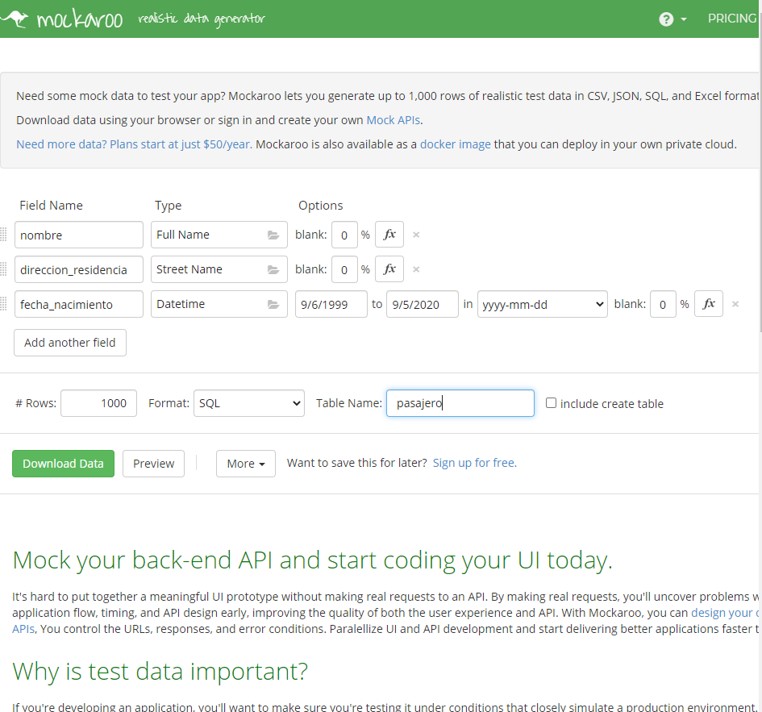 mockaroo realistic data generator ? PRICING
Need some mock data to test your app? Mockaroo lets you generate up to 1,000 rows of realistic test data in CSV, JSON, SQL, and Excel format
Download data using your browser or sign in and create your own Mock APIs.
Need more data? Plans start at just $50/year. Mockaroo is also available as a docker image that you can deploy in your own private cloud.
Field Name Type Options
nombre Full Name blank: 0 % fx ×
direccion_residencia Street Name blank: 0 % fx ×
fecha_nacimiento Datetime 9/6/1999 to 9/5/2020 in yyyy-mm-dd blank: 0 % fx ×
Add another field
# Rows: 1000 Format: SQL Table Name: pasajero include create table
Download Data Preview More Want to save this for later? Sign up for free.
Mock your back-end API and start coding your UI today.
It's hard to put together a meaningful UI prototype without making real requests to an API. By making real requests, you'll uncover problems w
application flow, timing, and API design early, improving the quality of both the user experience and API. With Mockaroo, you can design your
APIs, You control the URLs, responses, and error conditions. Paralellize UI and API development and start delivering better applications faster
Why is test data important?
If you're developing an application, you'll want to make sure you're testing it under conditions that closely simulate a production environment.